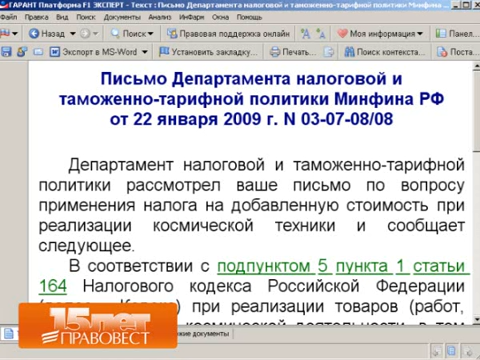 ГАРАНТ Платформа F1 ЭКСПЕРТ - Текст : Письмо Департамента налоговой и таможенно-тарифной политики Минфина
Файл Правка Вид Поиск Документы Анализ ИнФарм Окна Помощь
Назад Поиск Правовая поддержка онлайн Моя информация
Экспорт в MS-Word Установить закладку... Печать... Поиск контекста...
Письмо Департамента налоговой и
таможенно-тарифной политики Минфина РФ
от 22 января 2009 г. N 03-07-08/08
Департамент налоговой и таможенно-тарифной
политики рассмотрел ваше письмо по вопросу
применения налога на добавленную стоимость при
реализации космической техники и сообщает
следующее.
В соответствии с подпунктом 5 пункта 1 статьи
164 Налогового кодекса Российской Федерации
Кодекс) при реализации товаров (работ,
космической деятельности, в том
15 лет
ПРАВОВЕСТ
документы